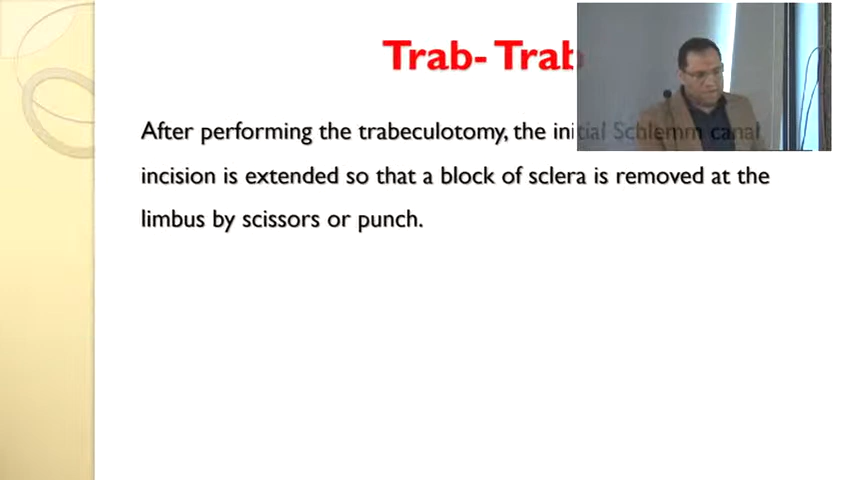 Trab- Trab
After performing the trabeculotomy, the initial Schlemm canal
incision is extended so that a block of sclera is removed at the
limbus by scissors or punch.